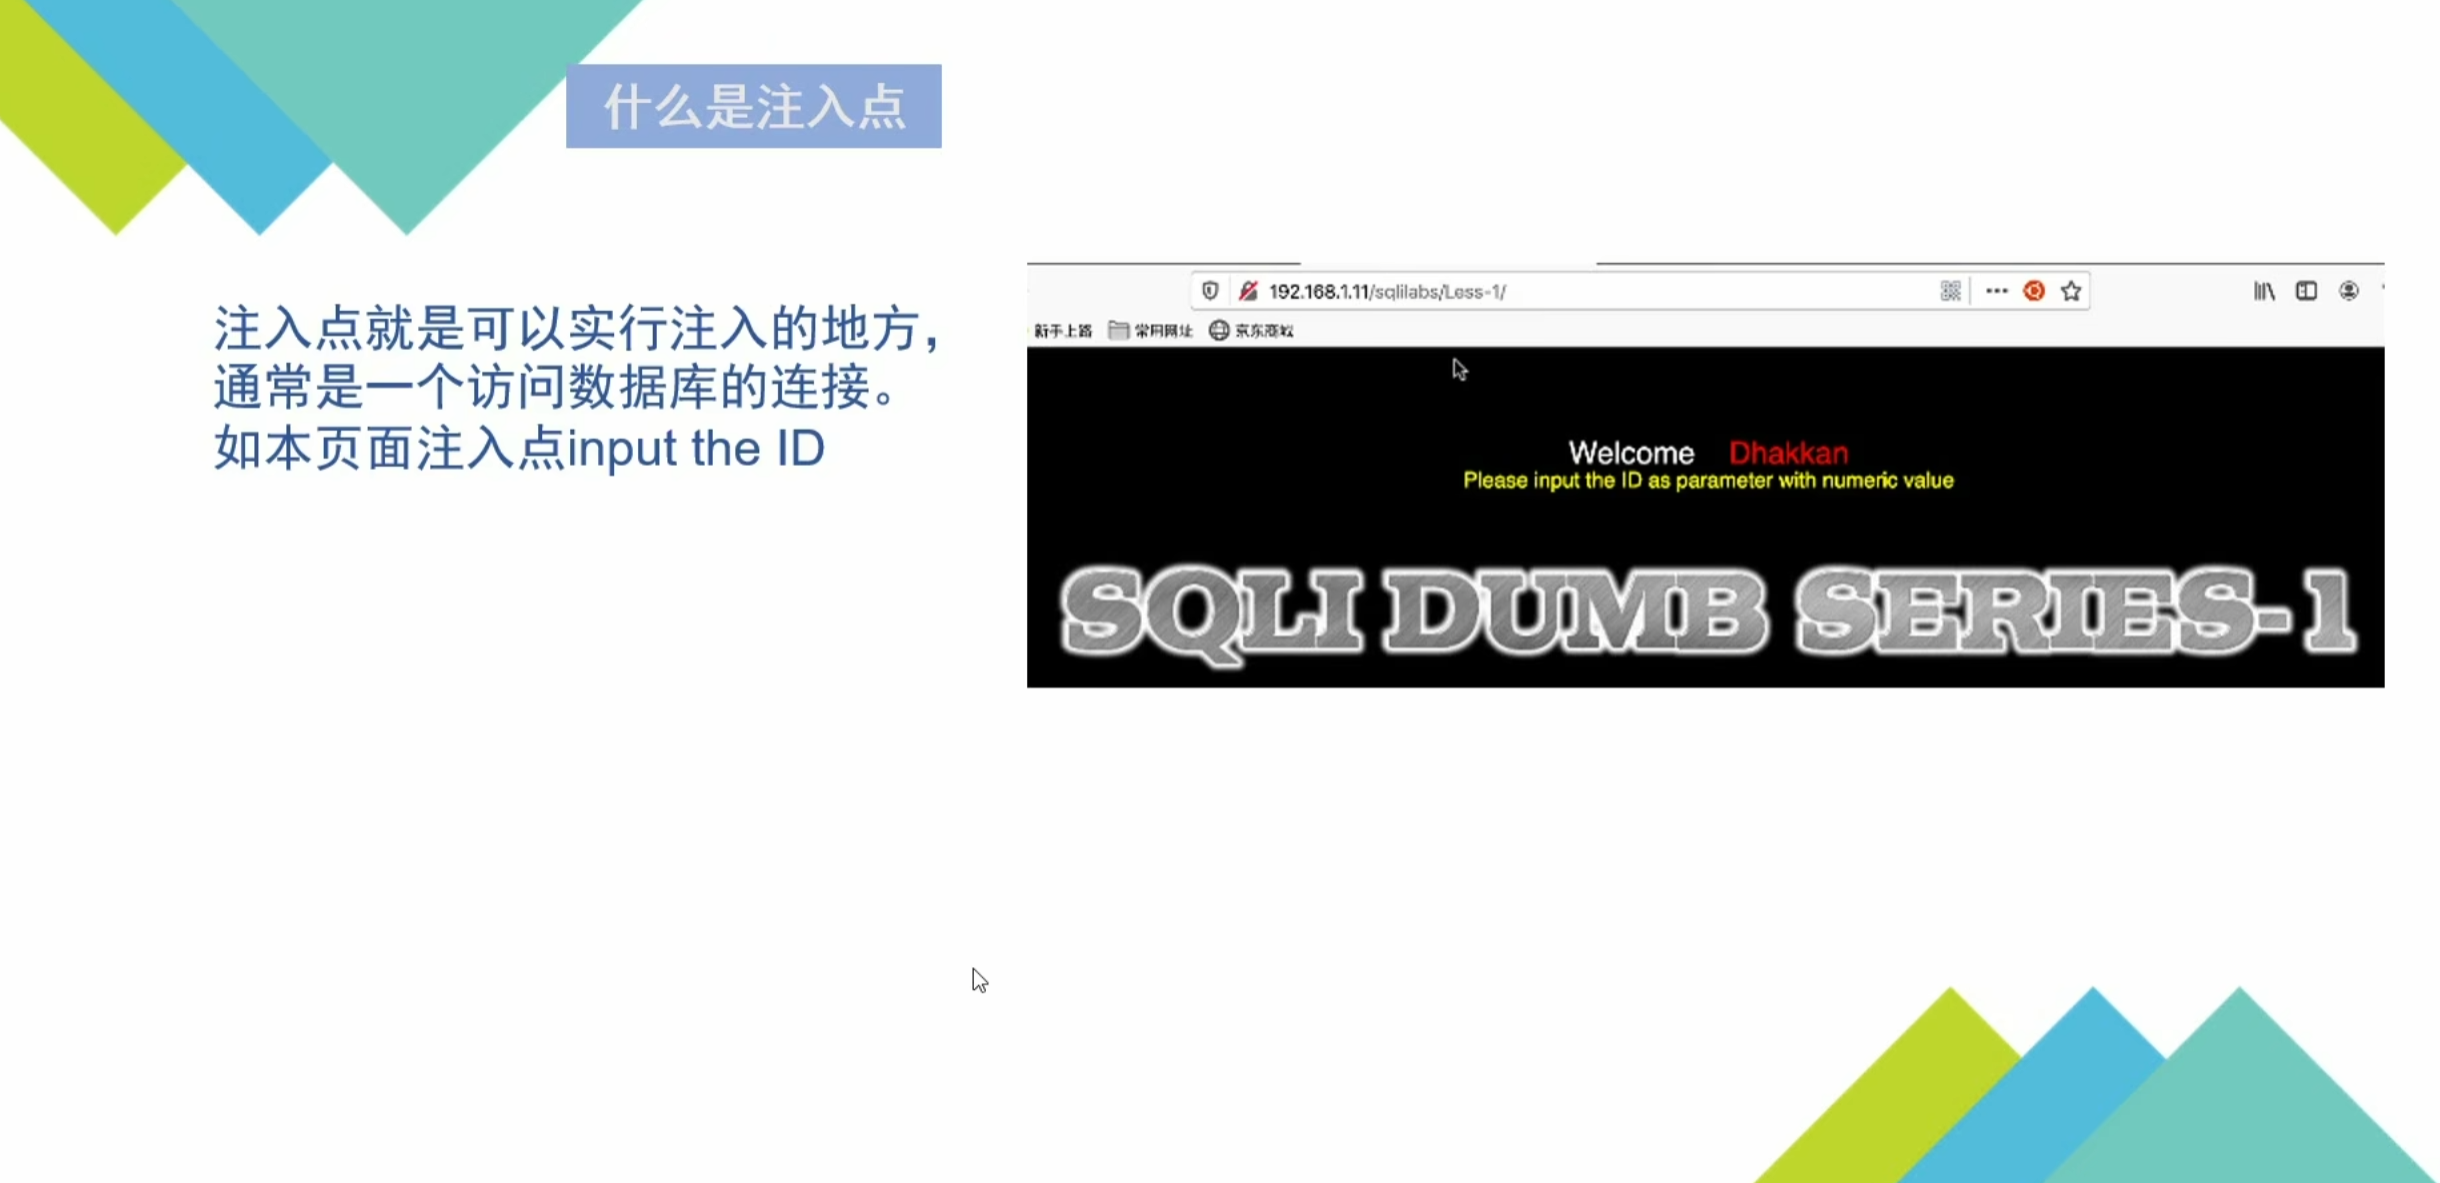 什么是注入点
注入点就是可以实行注入的地方，
通常是一个访问数据库的连接。
如本页面注入点input the ID
192.168.1.11/sqlilabs/Less-1/
新手上路 常用网址 京东商城
Welcome Dhakkan
Please input the ID as parameter with numeric value
SQLI DUMB SERIES-1